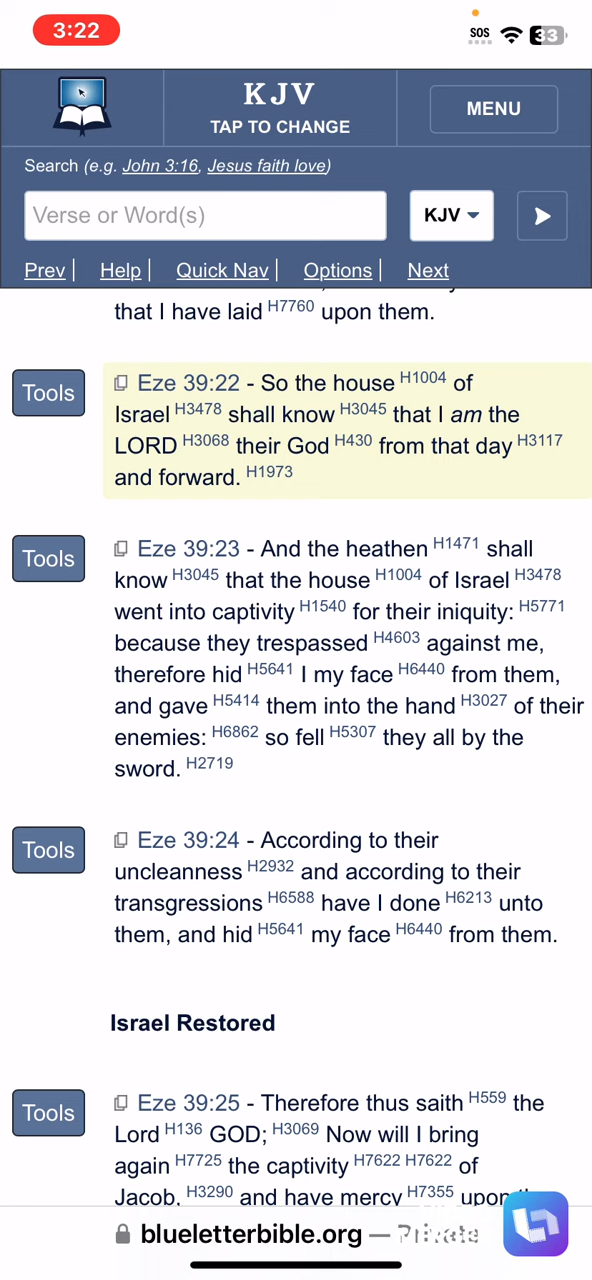 3:22
SOS 33
KJV
TAP TO CHANGE
MENU
Search (e.g. John 3:16, Jesus faith love)
Verse or Word(s)
KJV
Prev | Help | Quick Nav | Options | Next
that I have laid H7760 upon them.
Tools
Eze 39:22 - So the house H1004 of
Israel H3478 shall know H3045 that I am the
LORD H3068 their God H430 from that day H3117
and forward. H1973
Tools
Eze 39:23 - And the heathen H1471 shall
know H3045 that the house H1004 of Israel H3478
went into captivity H1540 for their iniquity: H5771
because they trespassed H4603 against me,
therefore hid H5641 I my face H6440 from them,
and gave H5414 them into the hand H3027 of their
enemies: H6862 so fell H5307 they all by the
sword. H2719
Tools
Eze 39:24 - According to their
uncleanness H2932 and according to their
transgressions H6588 have I done H6213 unto
them, and hid H5641 my face H6440 from them.
Israel Restored
Tools
Eze 39:25 - Therefore thus saith H559 the
Lord H136 GOD; H3069 Now will I bring
again H7725 the captivity H7622 H7622 of
Jacob, H3290 and have mercy H7355 upon the
blueletterbible.org — Private